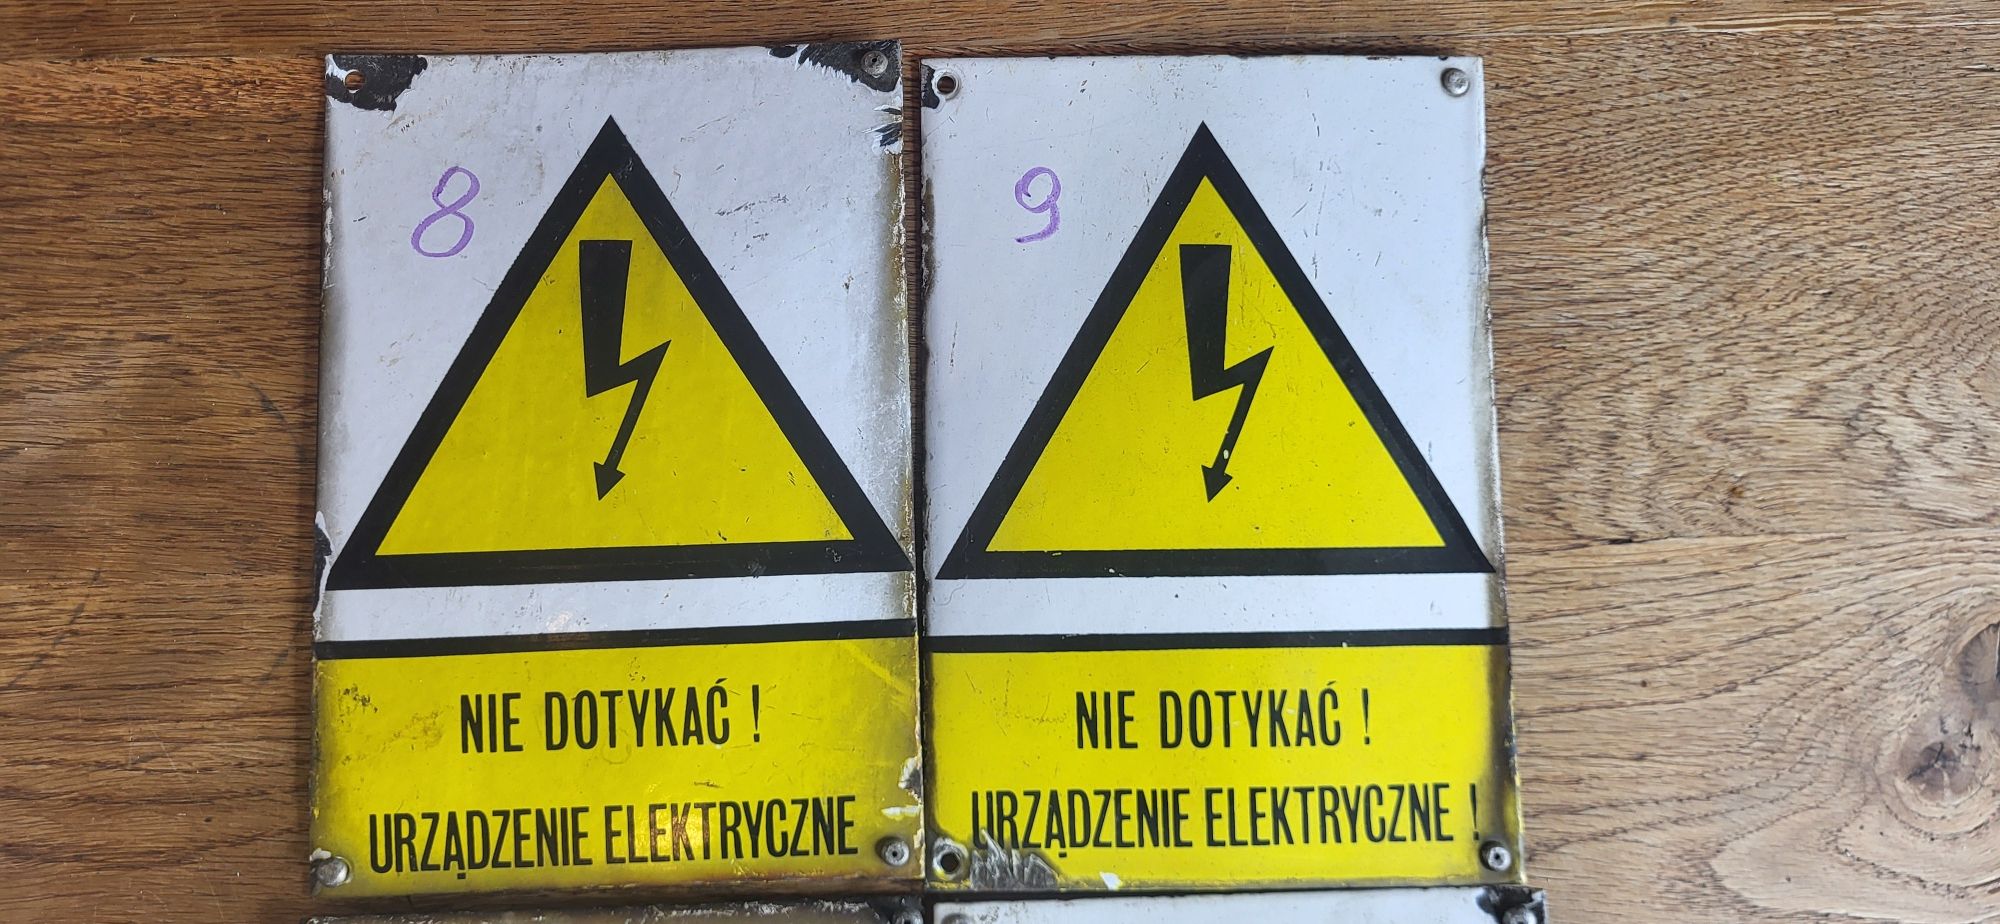 8
NIE DOTYKAĆ !
URZĄDZENIE ELEKTRYCZNE
9
NIE DOTYKAĆ !
URZĄDZENIE ELEKTRYCZNE !